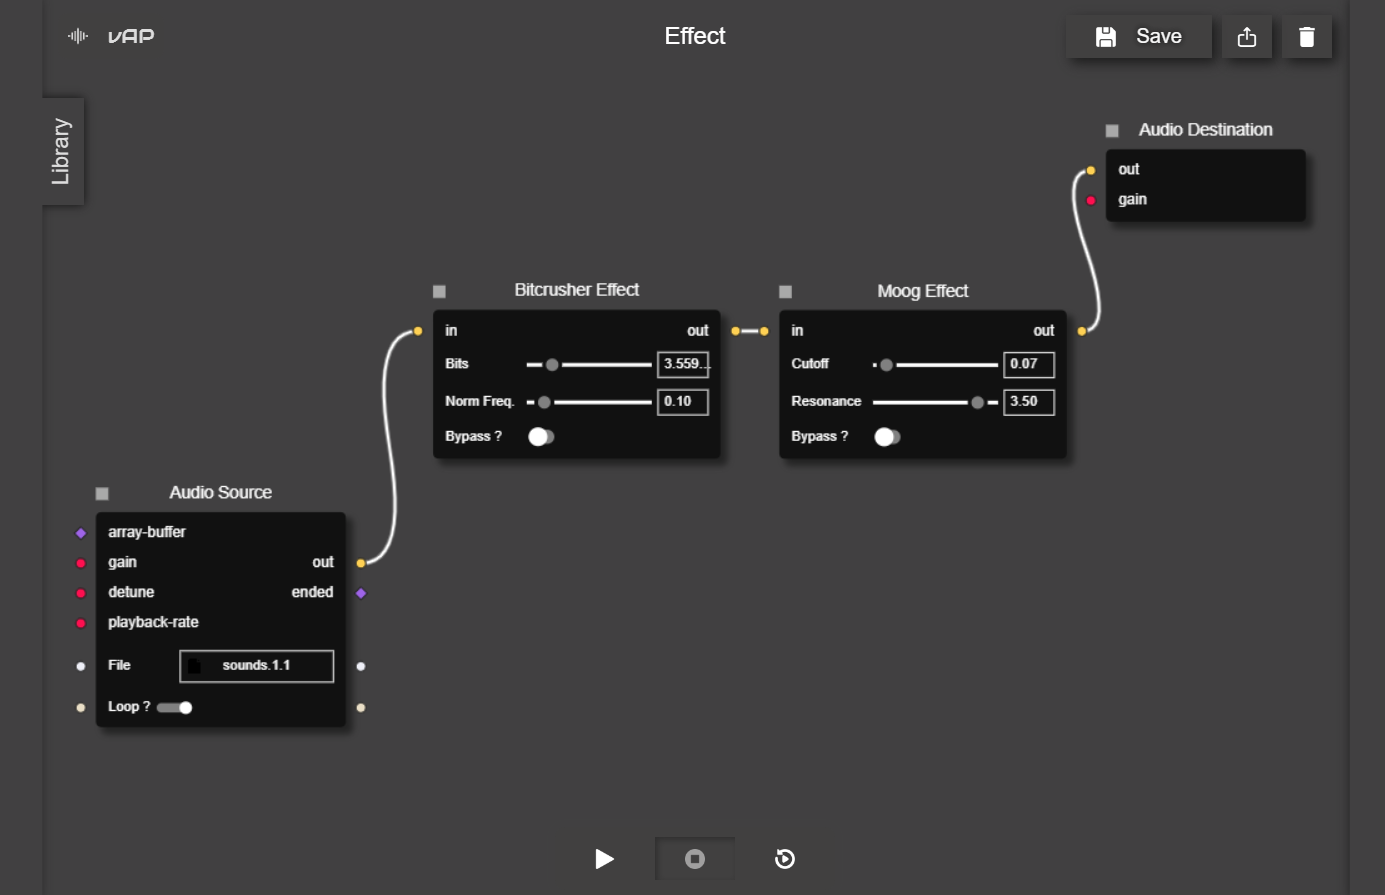 vAP
Effect
Save
Library
Audio Destination
out
gain
Bitcrusher Effect
in out
Bits 3.559...
Norm Freq. 0.10
Bypass ?
Moog Effect
in out
Cutoff 0.07
Resonance 3.50
Bypass ?
Audio Source
array-buffer
gain out
detune ended
playback-rate
File sounds.1.1
Loop ?